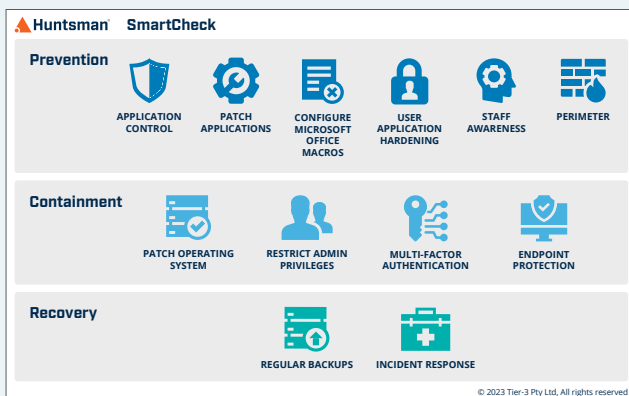 Huntsman SmartCheck
Prevention
APPLICATION
CONTROL
PATCH
APPLICATIONS
CONFIGURE
MICROSOFT
OFFICE
MACROS
USER
APPLICATION
HARDENING
STAFF
AWARENESS
PERIMETER
Containment
PATCH OPERATING
SYSTEM
RESTRICT ADMIN
PRIVILEGES
MULTI-FACTOR
AUTHENTICATION
ENDPOINT
PROTECTION
Recovery
REGULAR BACKUPS
INCIDENT RESPONSE
© 2023 Tier-3 Pty Ltd, All rights reserved